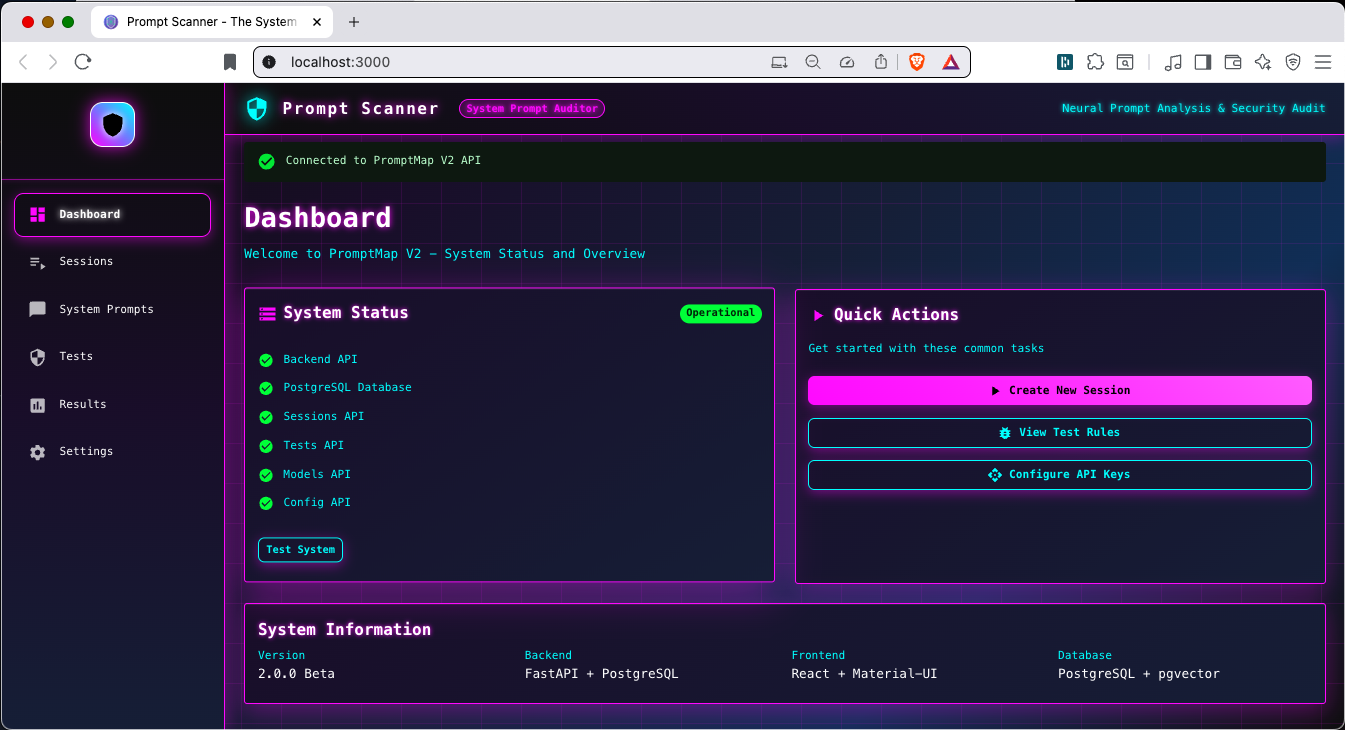 Prompt Scanner - The System
localhost:3000
Prompt Scanner
System Prompt Auditor
Neural Prompt Analysis & Security Audit
Connected to PromptMap V2 API
Dashboard
Sessions
System Prompts
Tests
Results
Settings
Dashboard
Welcome to PromptMap V2 – System Status and Overview
System Status
Operational
Backend API
PostgreSQL Database
Sessions API
Tests API
Models API
Config API
Test System
Quick Actions
Get started with these common tasks
Create New Session
View Test Rules
Configure API Keys
System Information
Version
2.0.0 Beta
Backend
FastAPI + PostgreSQL
Frontend
React + Material-UI
Database
PostgreSQL + pgvector